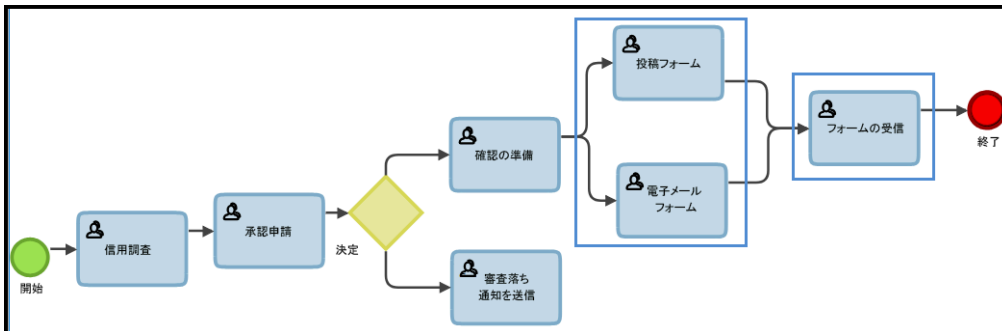 開始
信用調査
承認申請
決定
確認の準備
審査落ち
通知を送信
投稿フォーム
電子メール
フォーム
フォームの受信
終了